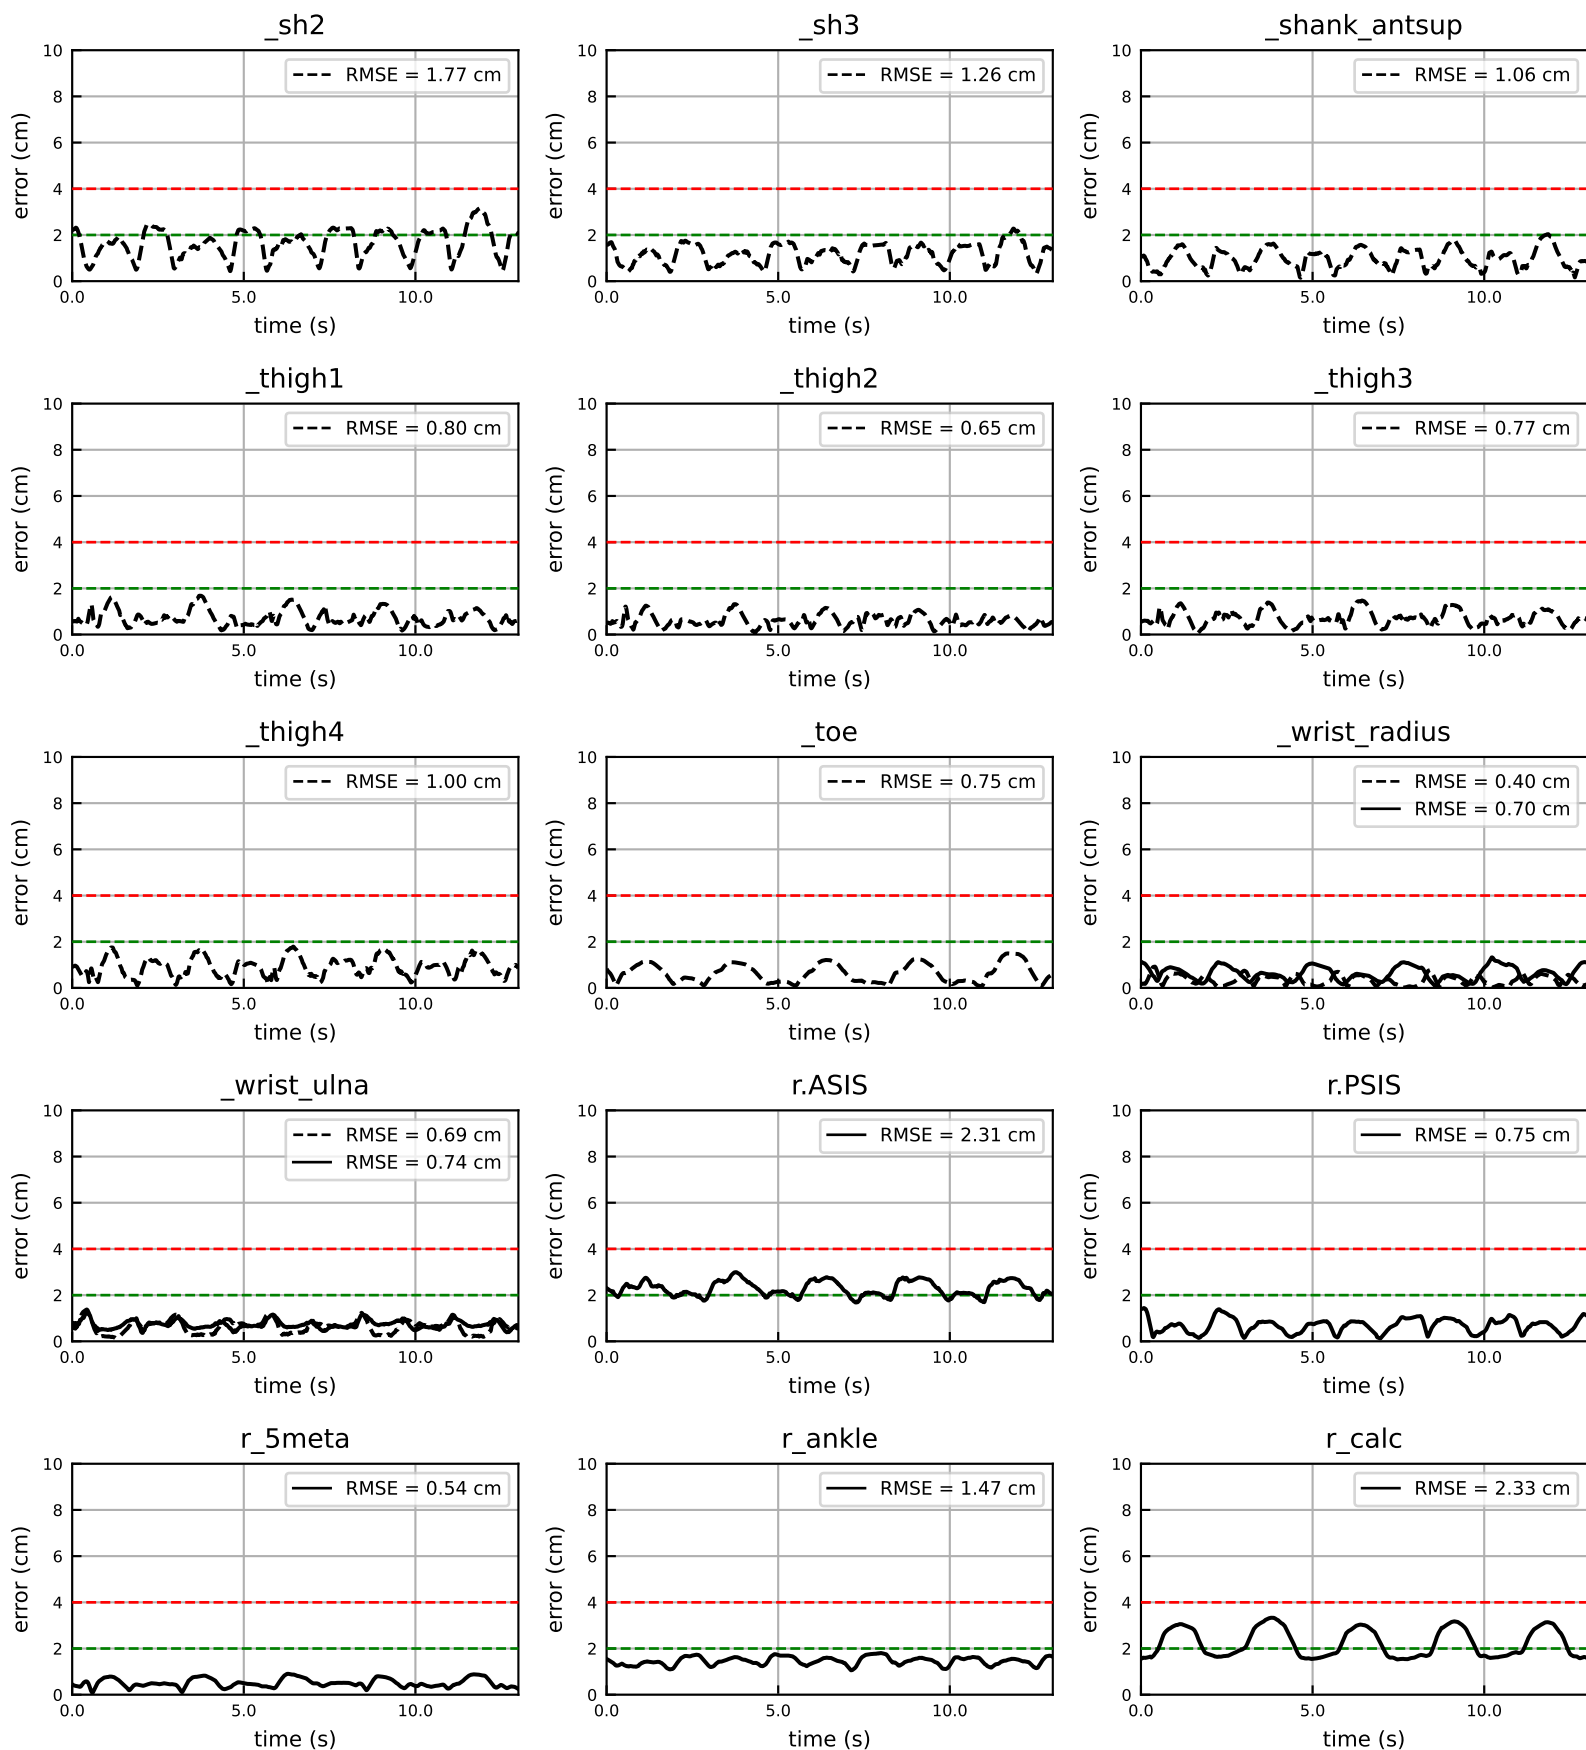 _sh2
_sh3
_shank_antsup
10
8
6
4
2
0
error (cm)
RMSE = 1.77 cm
0.0
5.0
10.0
time (s)
10
8
6
4
2
0
error (cm)
RMSE = 1.26 cm
0.0
5.0
10.0
time (s)
10
8
6
4
2
0
error (cm)
RMSE = 1.06 cm
0.0
5.0
10.0
time (s)
_thigh1
_thigh2
_thigh3
10
8
6
4
2
0
error (cm)
RMSE = 0.80 cm
0.0
5.0
10.0
time (s)
10
8
6
4
2
0
error (cm)
RMSE = 0.65 cm
0.0
5.0
10.0
time (s)
10
8
6
4
2
0
error (cm)
RMSE = 0.77 cm
0.0
5.0
10.0
time (s)
_thigh4
_toe
_wrist_radius
10
8
6
4
2
0
error (cm)
RMSE = 1.00 cm
0.0
5.0
10.0
time (s)
10
8
6
4
2
0
error (cm)
RMSE = 0.75 cm
0.0
5.0
10.0
time (s)
10
8
6
4
2
0
error (cm)
RMSE = 0.40 cm
RMSE = 0.70 cm
0.0
5.0
10.0
time (s)
_wrist_ulna
r.ASIS
r.PSIS
10
8
6
4
2
0
error (cm)
RMSE = 0.69 cm
RMSE = 0.74 cm
0.0
5.0
10.0
time (s)
10
8
6
4
2
0
error (cm)
RMSE = 2.31 cm
0.0
5.0
10.0
time (s)
10
8
6
4
2
0
error (cm)
RMSE = 0.75 cm
0.0
5.0
10.0
time (s)
r_5meta
r_ankle
r_calc
10
8
6
4
2
0
error (cm)
RMSE = 0.54 cm
0.0
5.0
10.0
time (s)
10
8
6
4
2
0
error (cm)
RMSE = 1.47 cm
0.0
5.0
10.0
time (s)
10
8
6
4
2
0
error (cm)
RMSE = 2.33 cm
0.0
5.0
10.0
time (s)